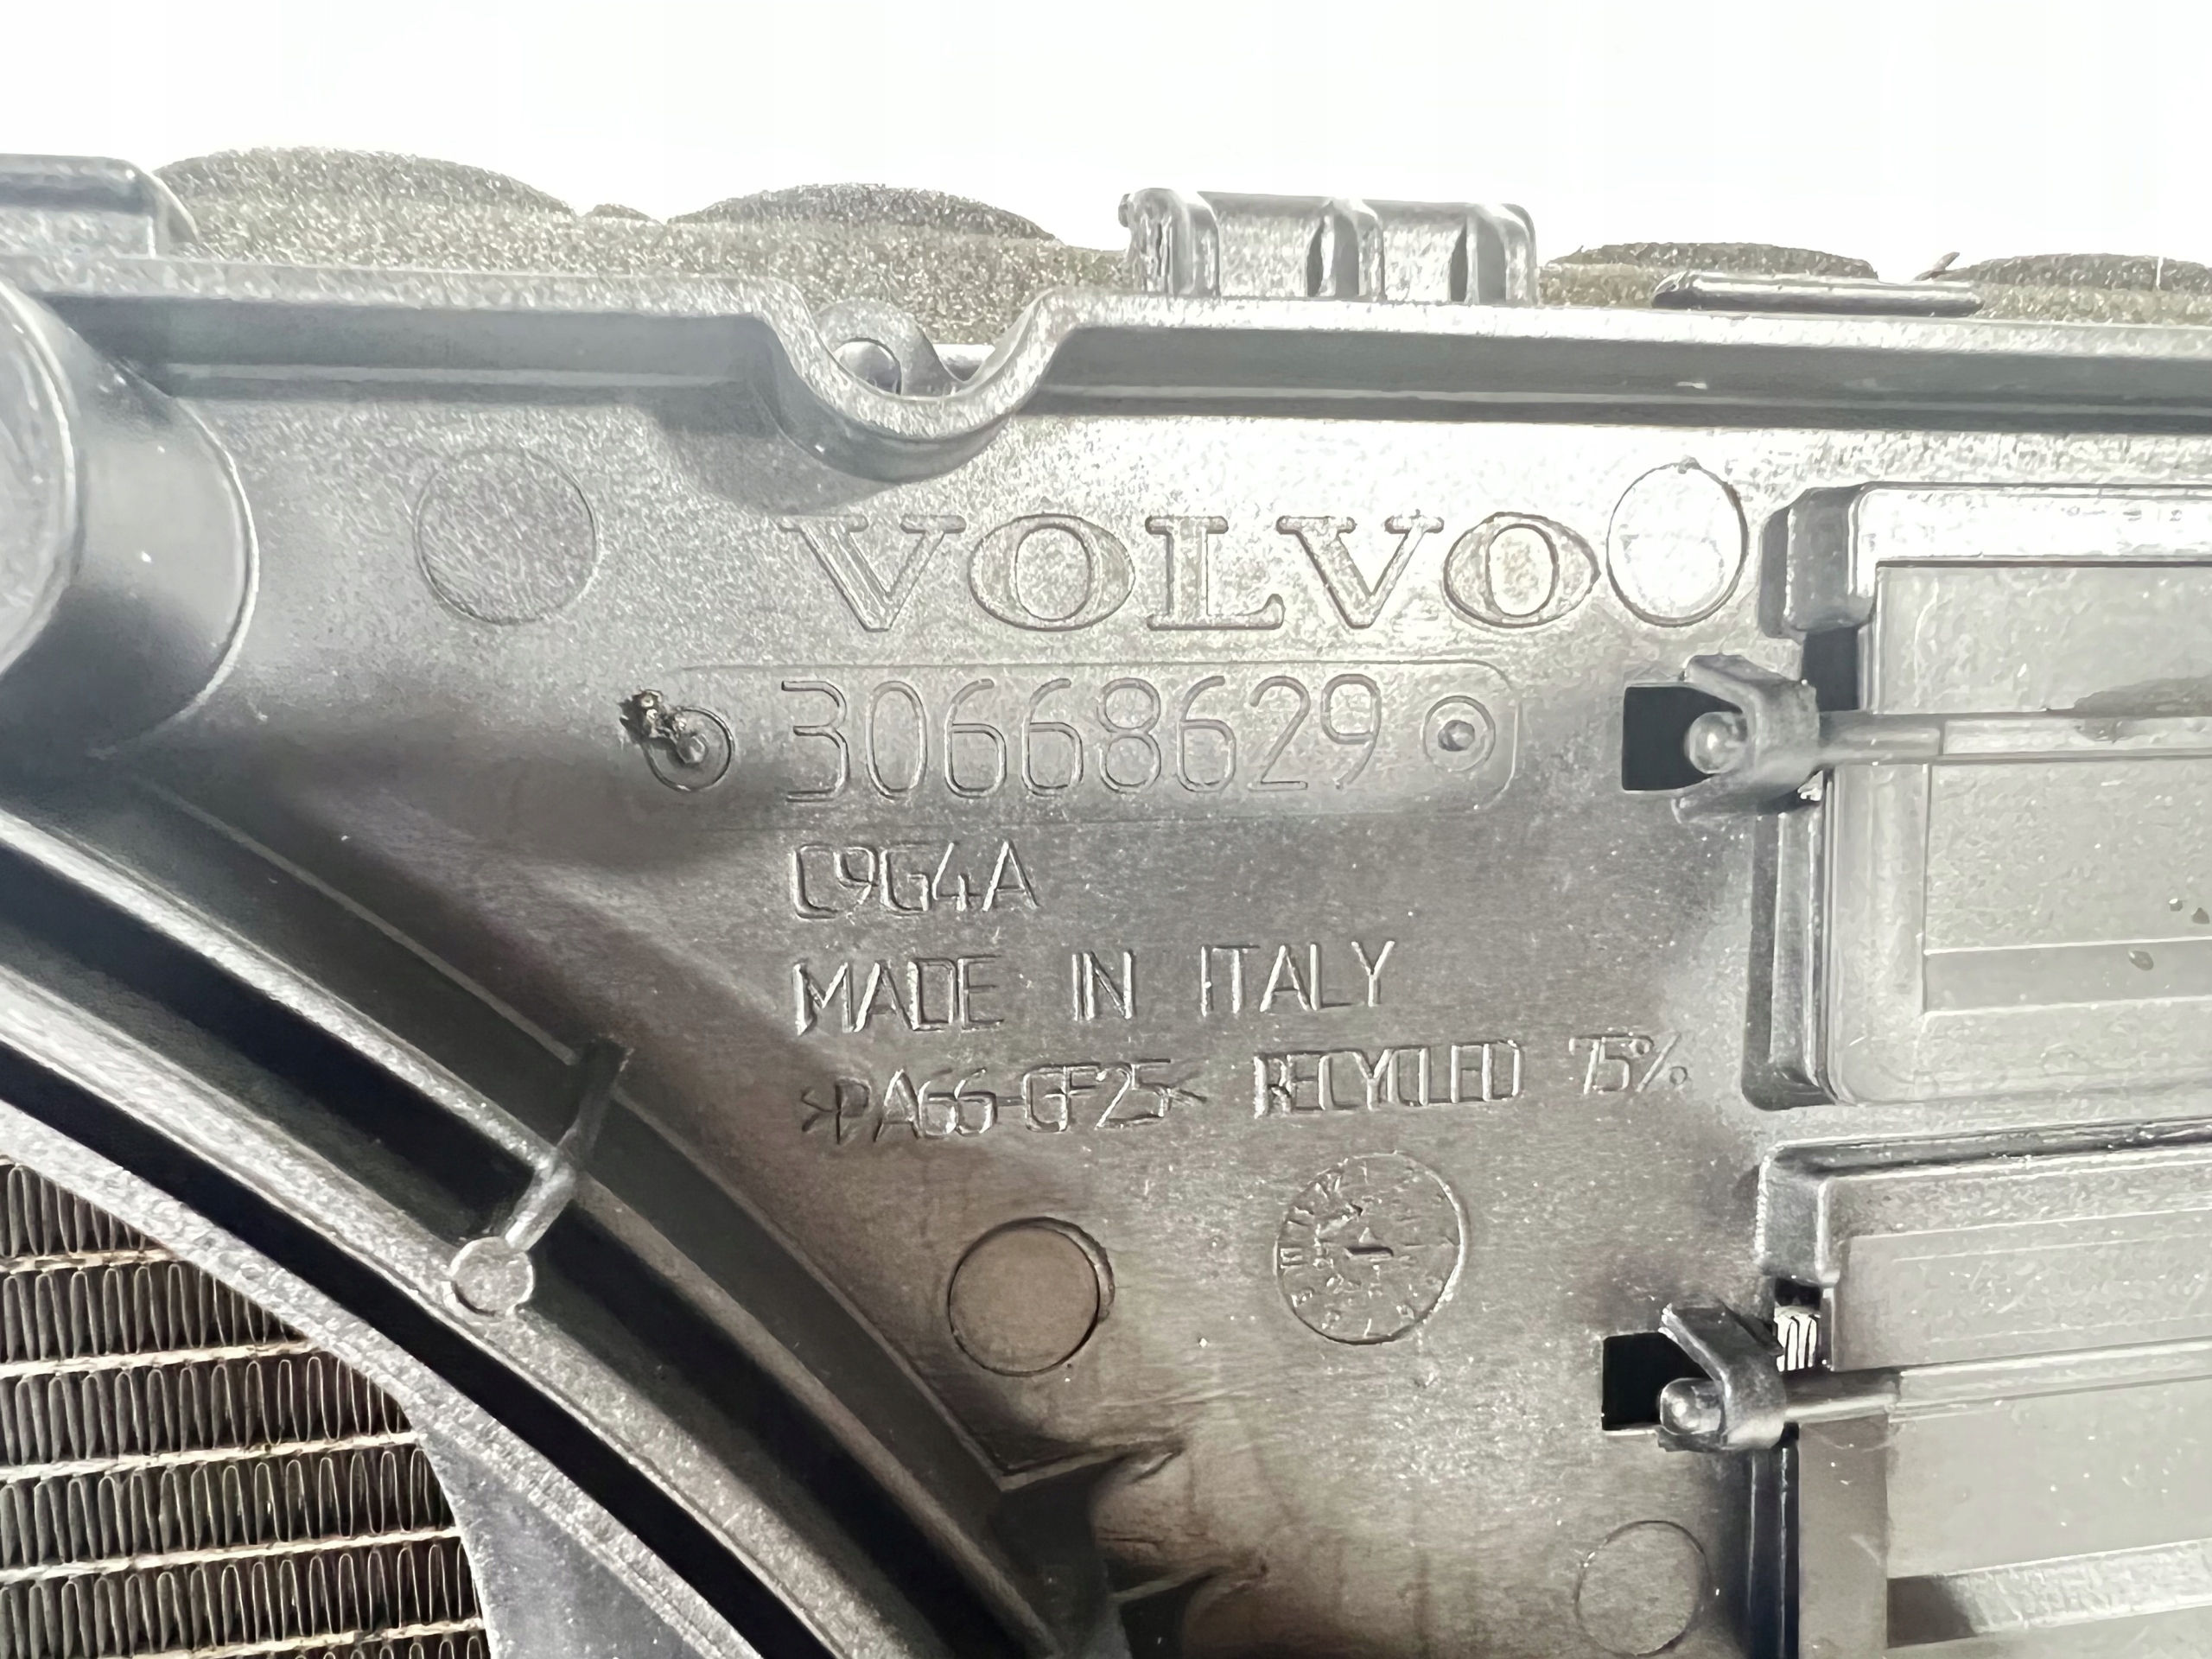 VOLVO
30668629
C9G4A
MADE IN ITALY
>PA66-GF25< RECYCLED 75%